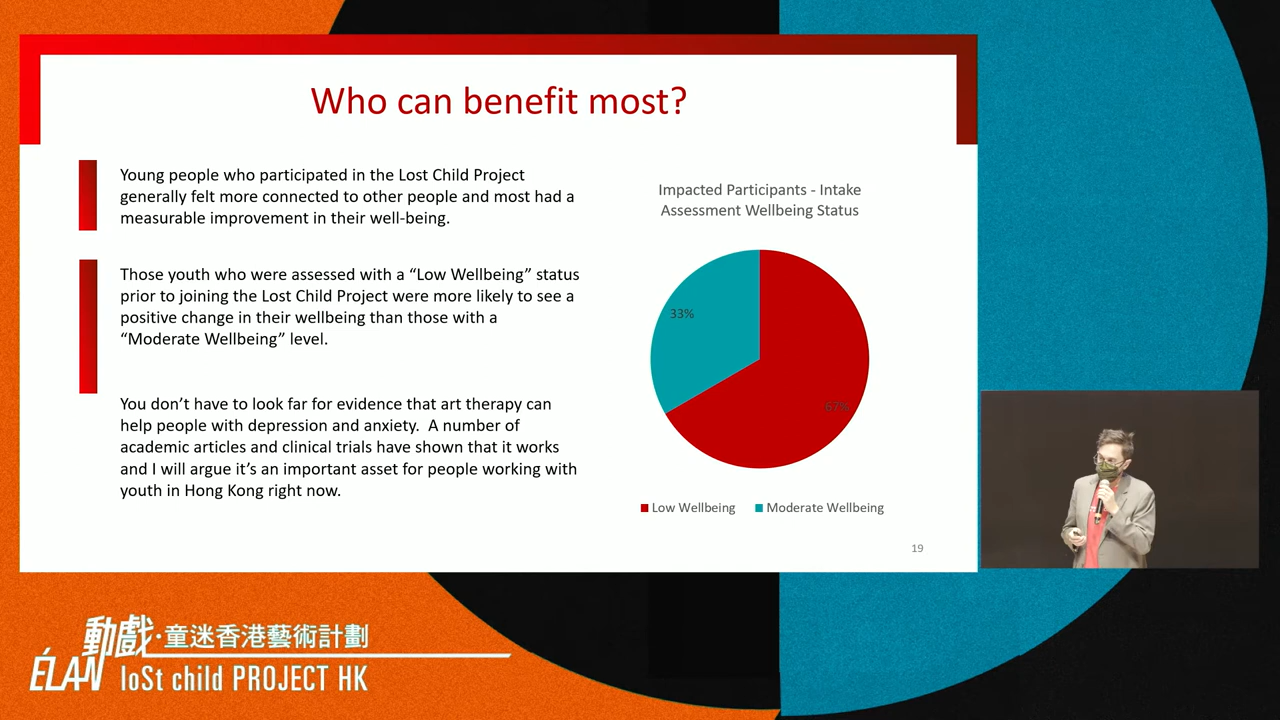 Who can benefit most?
Young people who participated in the Lost Child Project
generally felt more connected to other people and most had a
measurable improvement in their well-being.
Those youth who were assessed with a “Low Wellbeing” status
prior to joining the Lost Child Project were more likely to see a
positive change in their wellbeing than those with a
“Moderate Wellbeing” level.
You don’t have to look far for evidence that art therapy can
help people with depression and anxiety.  A number of
academic articles and clinical trials have shown that it works
and I will argue it’s an important asset for people working with
youth in Hong Kong right now.
Impacted Participants - Intake
Assessment Wellbeing Status
33%
67%
Low Wellbeing
Moderate Wellbeing
19
動戲·童迷香港藝術計劃
ÉLAN loSt child PROJECT HK